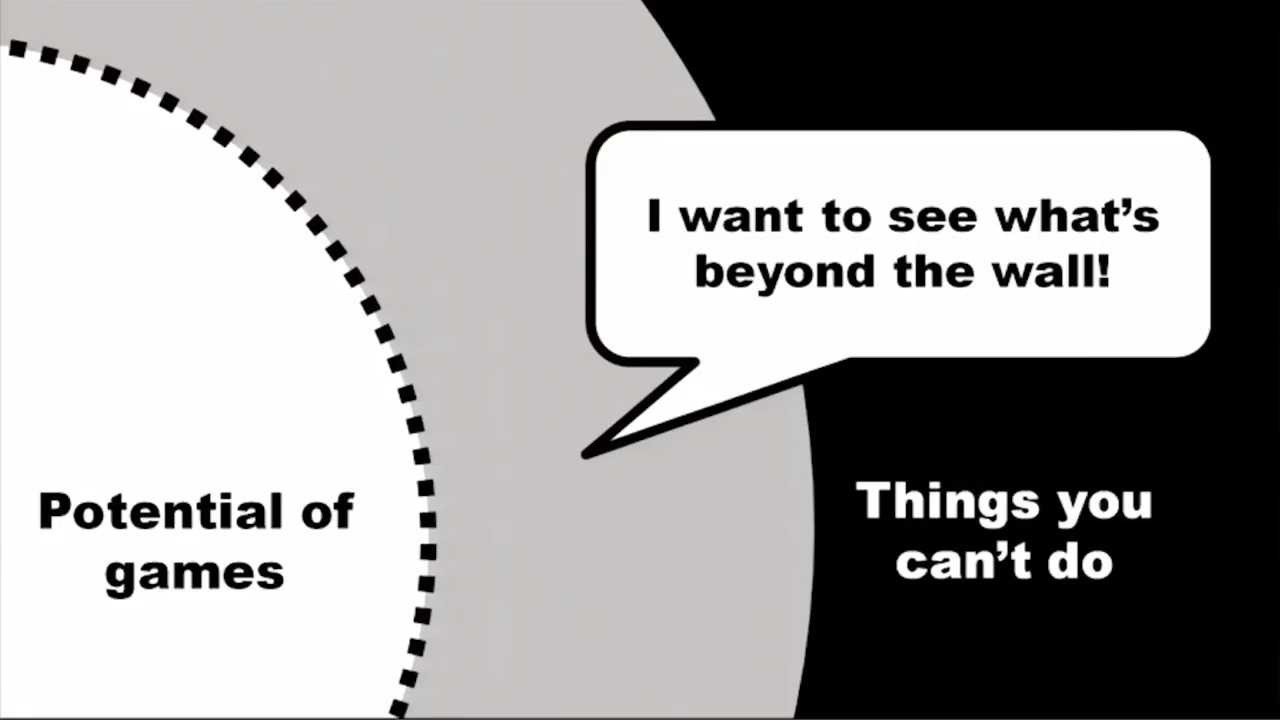 I want to see what’s
beyond the wall!
Potential of
games
Things you
can’t do